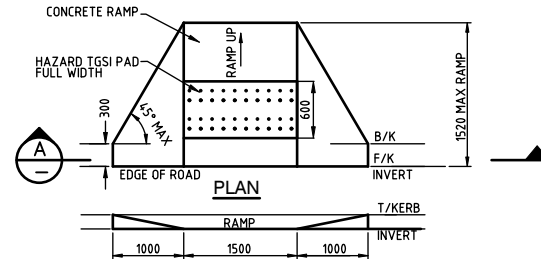 CONCRETE RAMP
HAZARD TGSI PAD
FULL WIDTH
RAMP UP
45° MAX
300
600
1520 MAX RAMP
B/K
F/K
INVERT
A
-
EDGE OF ROAD
PLAN
T/KERB
RAMP
INVERT
1000
1500
1000